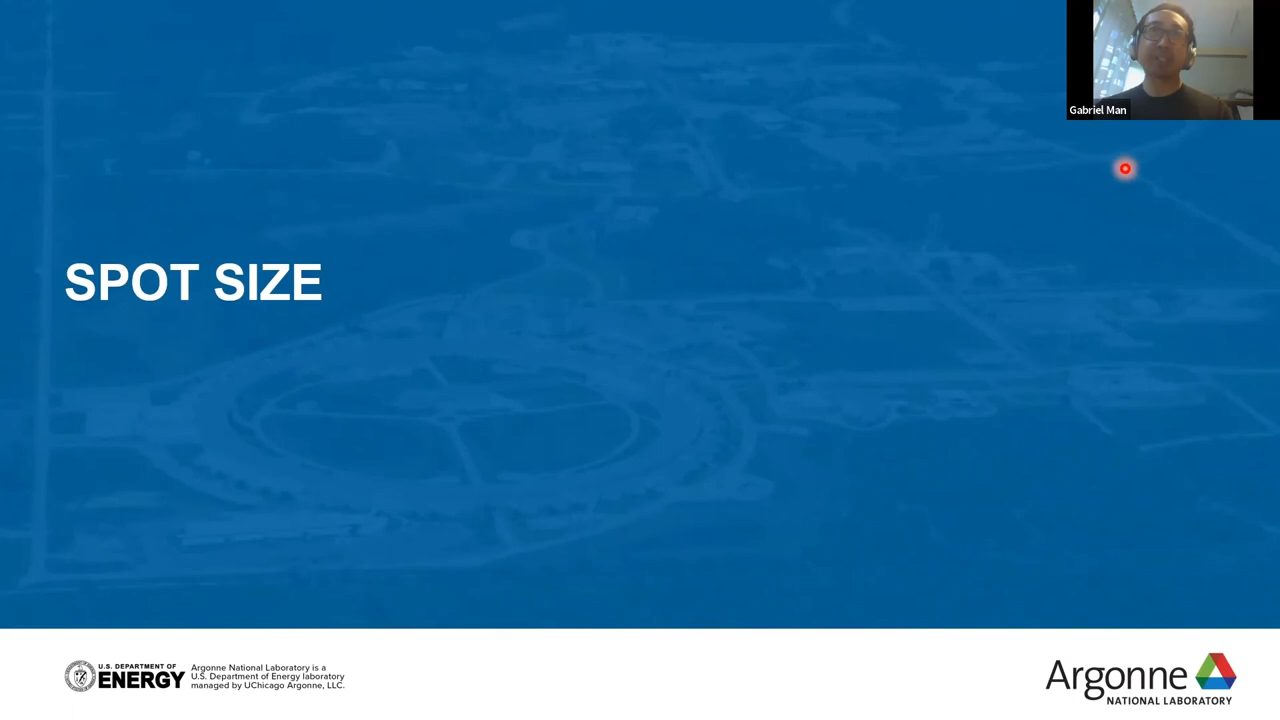 Gabriel Man
SPOT SIZE
U.S. DEPARTMENT OF
ENERGY
Argonne National Laboratory is a
U.S. Department of Energy laboratory
managed by UChicago Argonne, LLC.
Argonne
NATIONAL LABORATORY